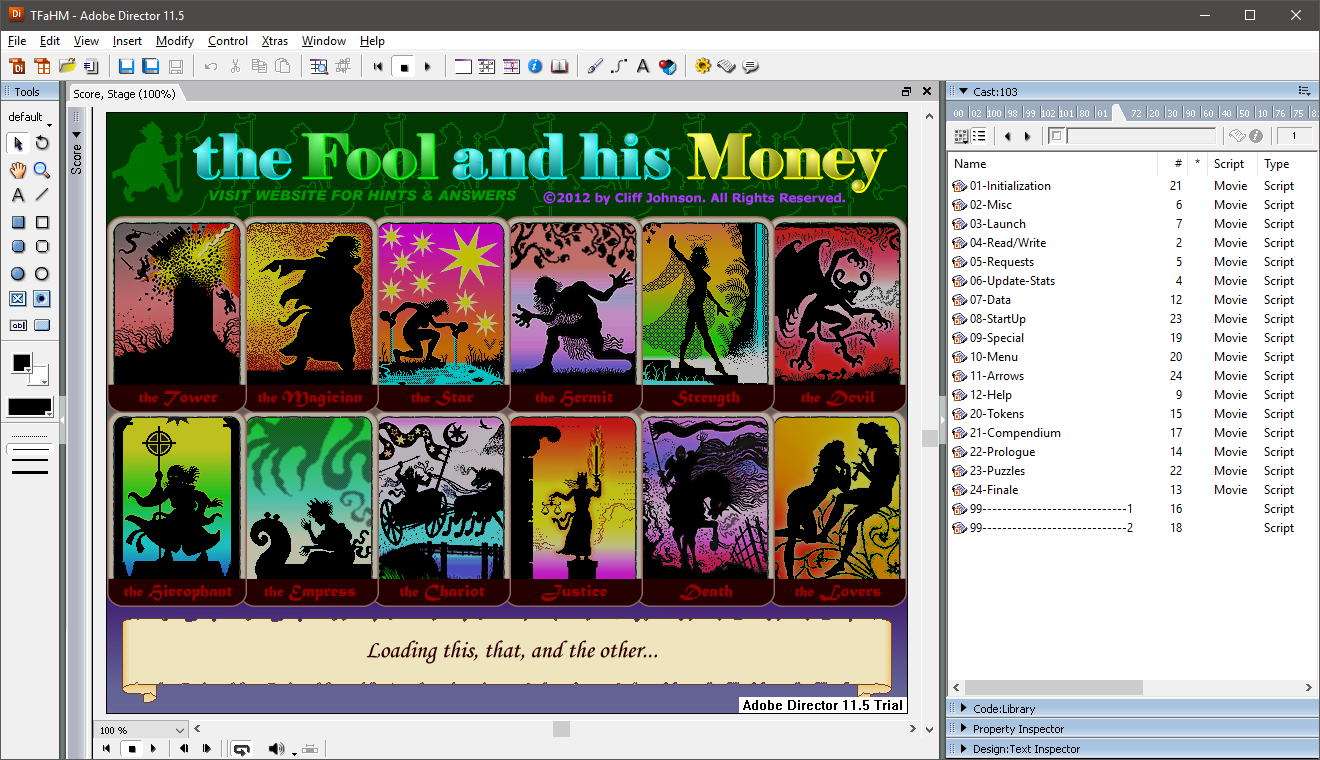 TFaHM - Adobe Director 11.5
File Edit View Insert Modify Control Xtras Window Help
Tools
default
Score, Stage (100%)
Score
the Fool and his Money
VISIT WEBSITE FOR HINTS & ANSWERS
©2012 by Cliff Johnson. All Rights Reserved.
the Tower
the Magician
the Star
the Hermit
Strength
the Devil
the Hierophant
the Empress
the Chariot
Justice
Death
the Lovers
Loading this, that, and the other...
Adobe Director 11.5 Trial
100 %
Cast:103
00 02 100 98 99 102 101 80 01 72 20 30 90 60 40 50 10 76 75
1
Name # * Script Type
01-Initialization 21 Movie Script
02-Misc 6 Movie Script
03-Launch 7 Movie Script
04-Read/Write 2 Movie Script
05-Requests 5 Movie Script
06-Update-Stats 4 Movie Script
07-Data 12 Movie Script
08-StartUp 23 Movie Script
09-Special 19 Movie Script
10-Menu 20 Movie Script
11-Arrows 24 Movie Script
12-Help 9 Movie Script
20-Tokens 15 Movie Script
21-Compendium 17 Movie Script
22-Prologue 14 Movie Script
23-Puzzles 22 Movie Script
24-Finale 13 Movie Script
99-----------------------------1 16 Script
99-----------------------------2 18 Script
Code:Library
Property Inspector
Design:Text Inspector